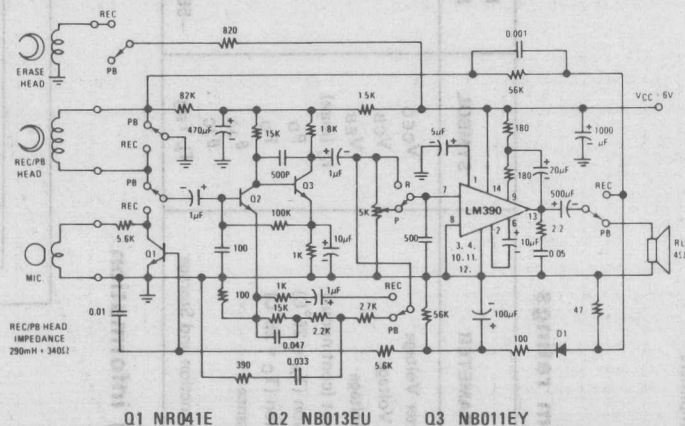 REC
PB
ERASE
HEAD
820
0.001
56K
82K
1.5K
VCC - 6V
PB
470µF
15K
1.8K
5µF
180
1000
µF
REC/PB
HEAD
REC
PB
500P
1µF
R
P
1
14
180
9
20µF
500µF
REC
1µF
Q2
Q3
7
LM390
13
PB
REC
100K
5K
8
2
6
2.2
RL
4Ω
5.6K
Q1
100
1K
10µF
500
3. 4.
10. 11.
12.
10µF
0.05
MIC.
100
1K
1µF
REC
15K
2.7K
PB
56K
100µF
47
0.01
2.2K
0.047
D1
100
REC/PB HEAD
IMPEDANCE
290mH + 340Ω
390
0.033
5.6K
Q1 NR041E Q2 NB013EU Q3 NB011EY